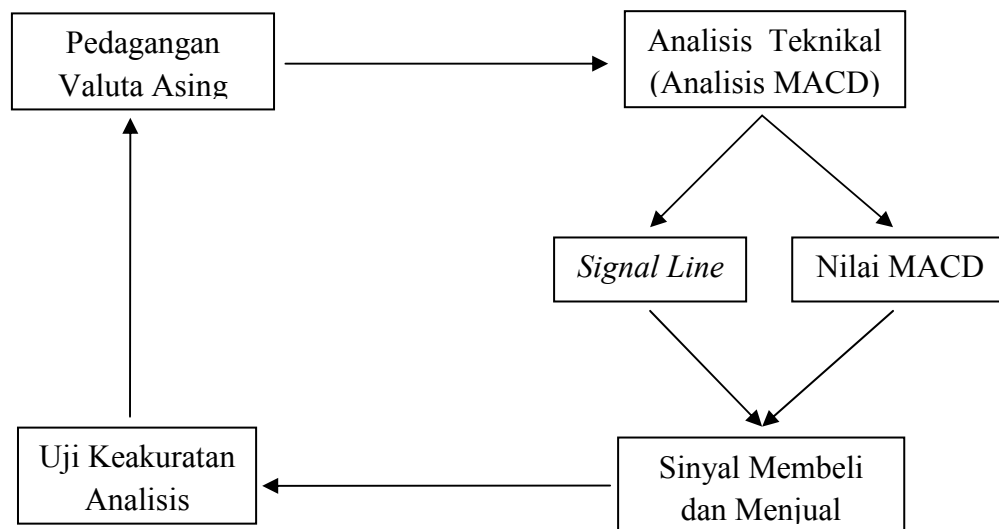 Pedagangan
Valuta Asing
Analisis Teknikal
(Analisis MACD)
Signal Line
Nilai MACD
Uji Keakuratan
Analisis
Sinyal Membeli
dan Menjual